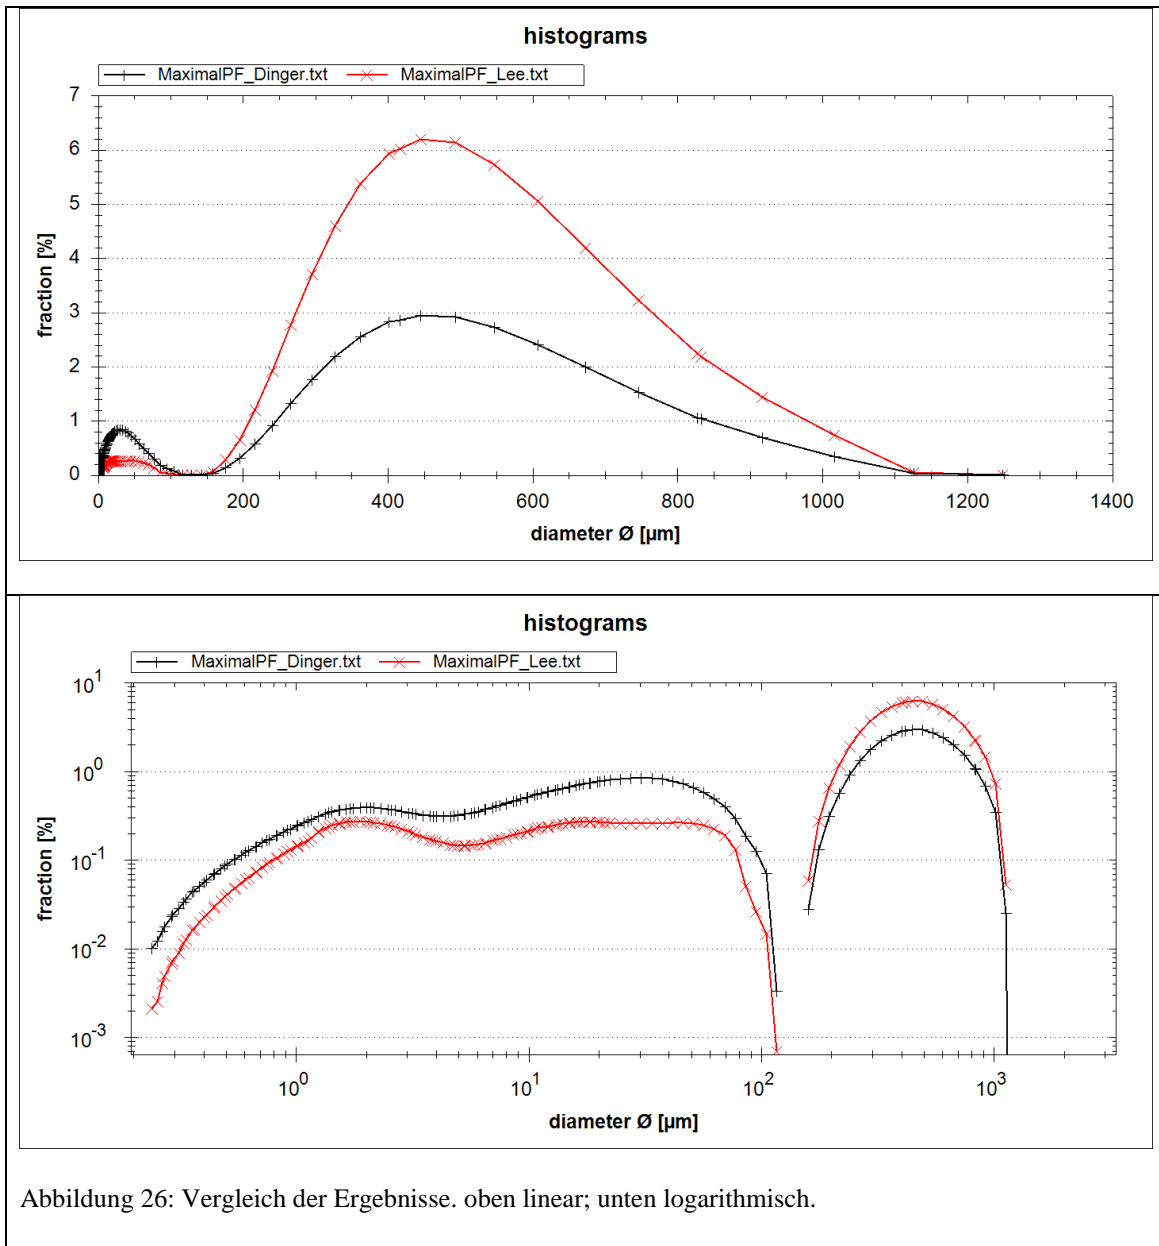 histograms
MaximalPF_Dinger.txt MaximalPF_Lee.txt
7
6
5
4
3
2
1
0
fraction [%]
0 200 400 600 800 1000 1200 1400
diameter Ø [µm]
histograms
MaximalPF_Dinger.txt MaximalPF_Lee.txt
10^1
10^0
10^-1
10^-2
10^-3
fraction [%]
10^0 10^1 10^2 10^3
diameter Ø [µm]
Abbildung 26: Vergleich der Ergebnisse. oben linear; unten logarithmisch.